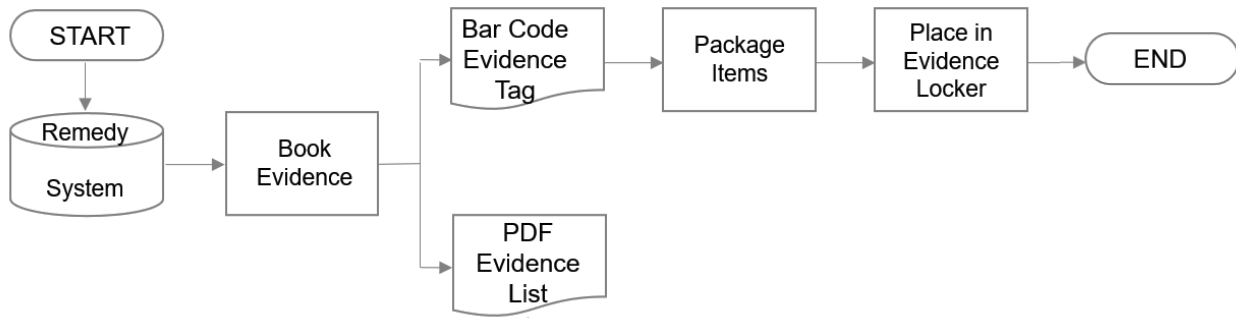 START
Remedy
System
Book
Evidence
Bar Code
Evidence
Tag
Package
Items
Place in
Evidence
Locker
END
PDF
Evidence
List